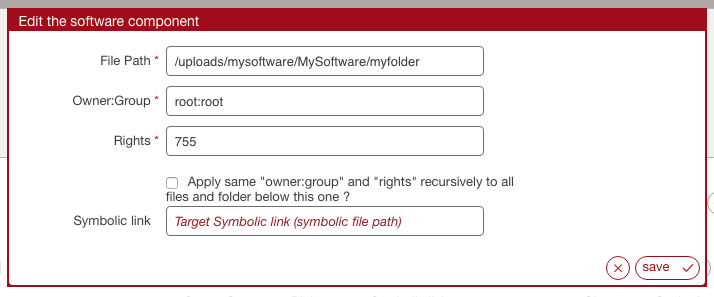 Edit the software component
File Path * /uploads/mysoftware/MySoftware/myfolder
Owner:Group * root:root
Rights * 755
Apply same "owner:group" and "rights" recursively to all
files and folder below this one ?
Symbolic link Target Symbolic link (symbolic file path)
save